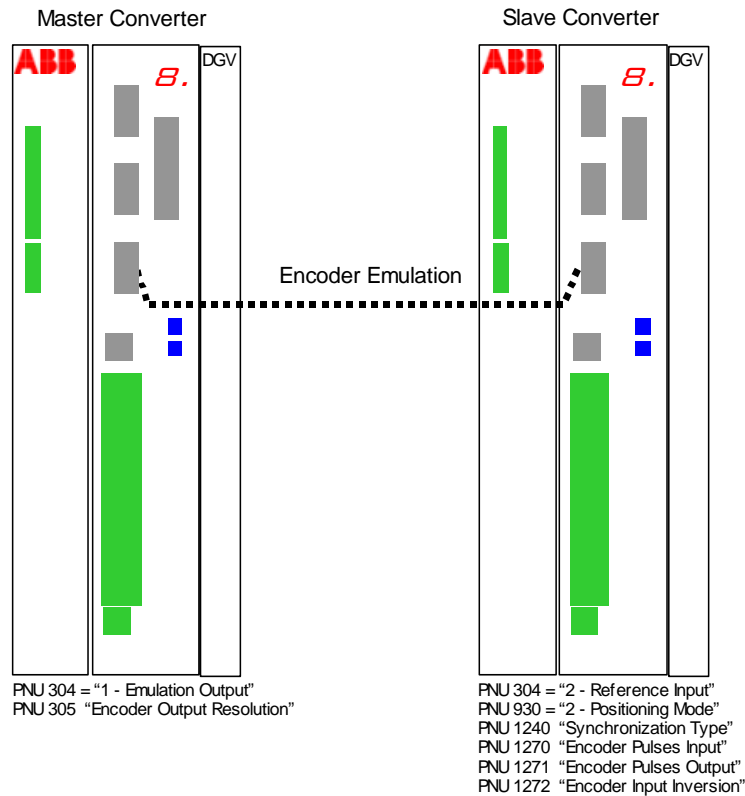 Master Converter
Slave Converter
ABB
8.
DGV
ABB
8.
DGV
Encoder Emulation
PNU 304 = “1 - Emulation Output”
PNU 305 “Encoder Output Resolution”
PNU 304 = “2 - Reference Input”
PNU 930 = “2 - Positioning Mode”
PNU 1240 “Synchronization Type”
PNU 1270 “Encoder Pulses Input”
PNU 1271 “Encoder Pulses Output”
PNU 1272 “Encoder Input Inversion”